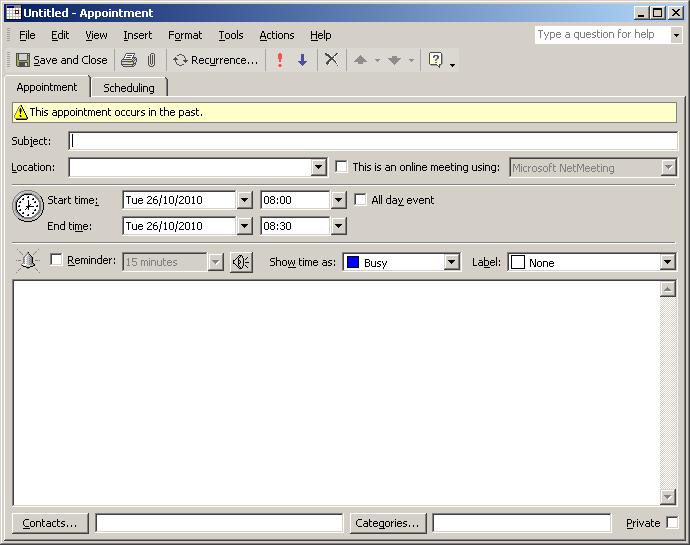 Untitled - Appointment
File Edit View Insert Format Tools Actions Help Type a question for help
Save and Close Recurrence...
Appointment Scheduling
This appointment occurs in the past.
Subject:
Location: This is an online meeting using: Microsoft NetMeeting
Start time: Tue 26/10/2010 08:00 All day event
End time: Tue 26/10/2010 08:30
Reminder: 15 minutes Show time as: Busy Label: None
Contacts... Categories... Private